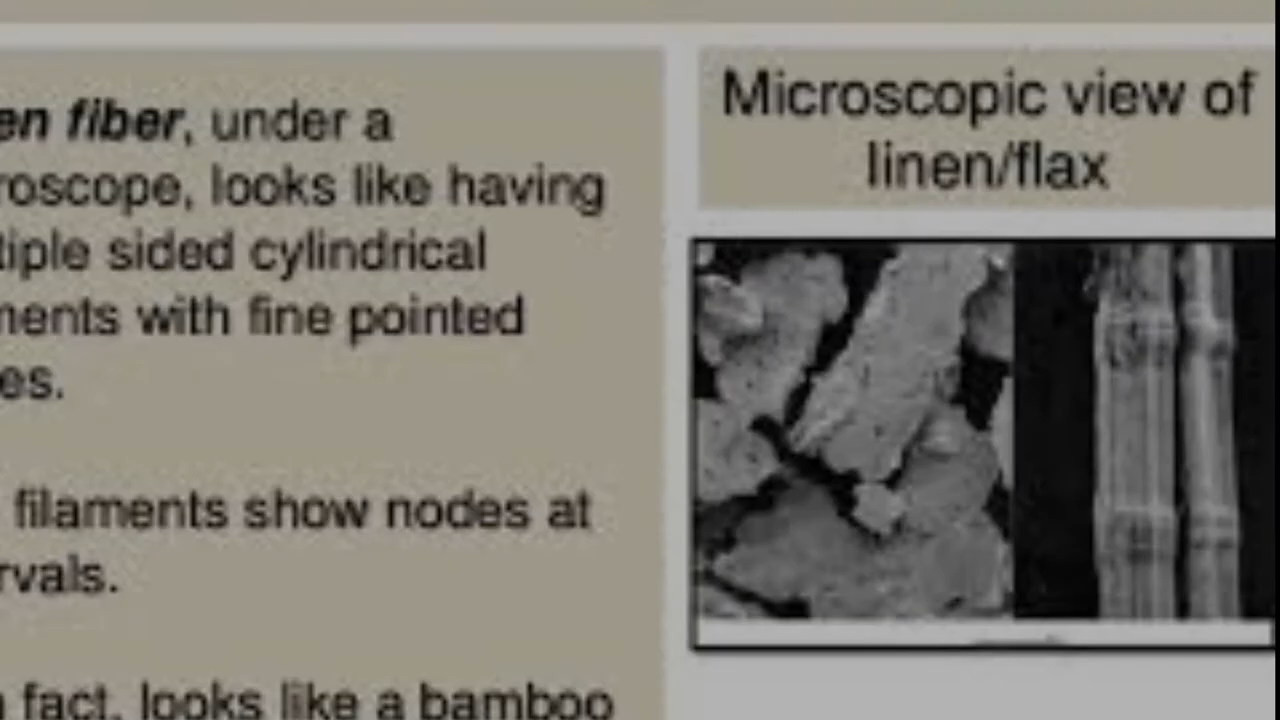 en fiber, under a
roscope, looks like having
tiple sided cylindrical
ments with fine pointed
es.
filaments show nodes at
rvals.
fact, looks like a bamboo
Microscopic view of
linen/flax